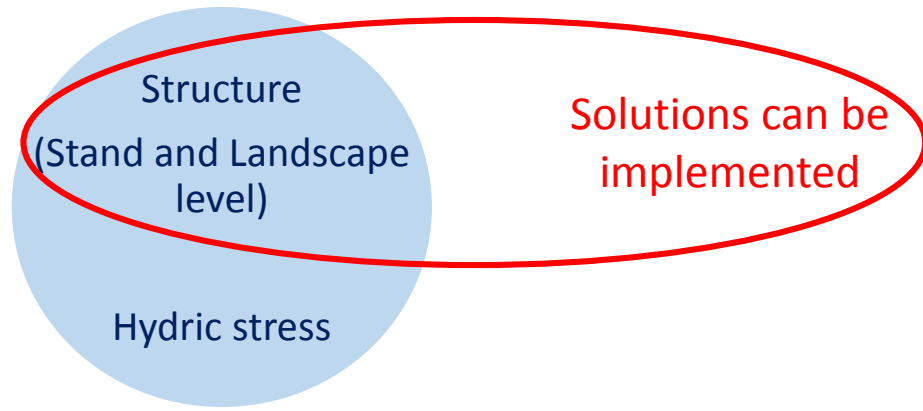 Structure
(Stand and Landscape
level)
Solutions can be
implemented
Hydric stress